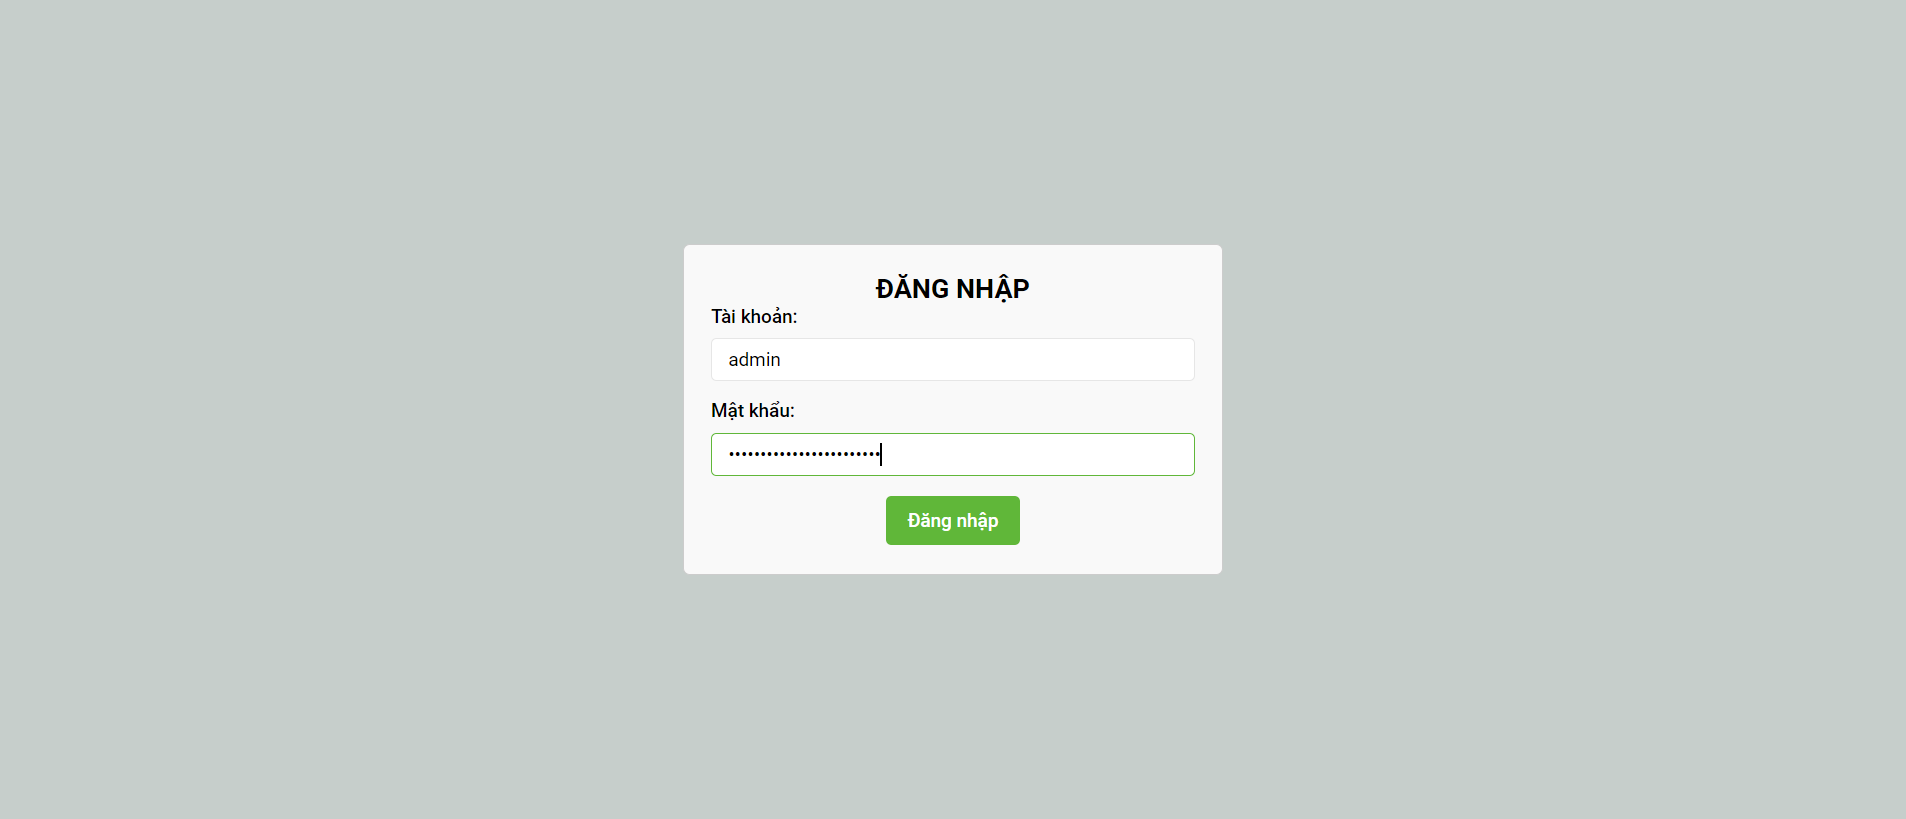 ĐĂNG NHẬP
Tài khoản:
admin
Mật khẩu:
••••••••••••••••••••••••
Đăng nhập